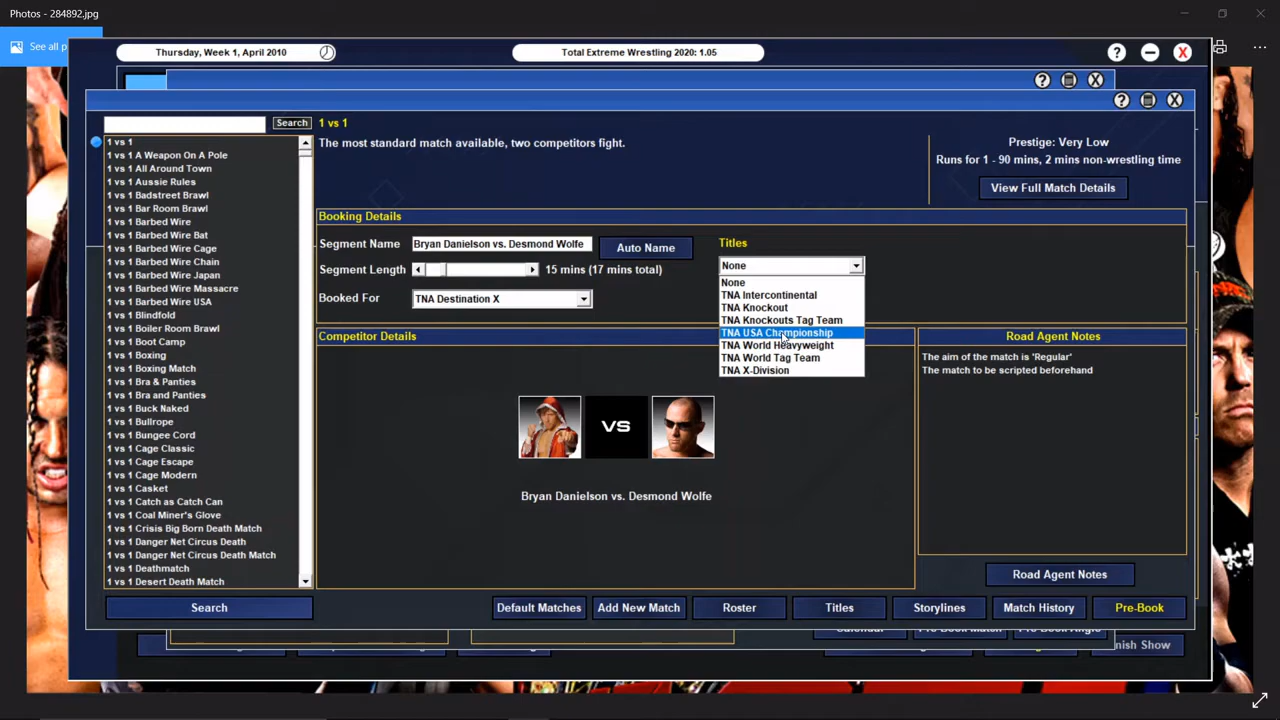 Photos - 284892.jpg
See all p
Thursday, Week 1, April 2010
Total Extreme Wrestling 2020: 1.05
Search
1 vs 1
The most standard match available, two competitors fight.
Prestige: Very Low
Runs for 1 - 90 mins, 2 mins non-wrestling time
View Full Match Details
1 vs 1
1 vs 1 A Weapon On A Pole
1 vs 1 All Around Town
1 vs 1 Aussie Rules
1 vs 1 Badstreet Brawl
1 vs 1 Bar Room Brawl
1 vs 1 Barbed Wire
1 vs 1 Barbed Wire Bat
1 vs 1 Barbed Wire Cage
1 vs 1 Barbed Wire Chain
1 vs 1 Barbed Wire Japan
1 vs 1 Barbed Wire Massacre
1 vs 1 Barbed Wire USA
1 vs 1 Blindfold
1 vs 1 Boiler Room Brawl
1 vs 1 Boot Camp
1 vs 1 Boxing
1 vs 1 Boxing Match
1 vs 1 Bra & Panties
1 vs 1 Bra and Panties
1 vs 1 Buck Naked
1 vs 1 Bullrope
1 vs 1 Bungee Cord
1 vs 1 Cage Classic
1 vs 1 Cage Escape
1 vs 1 Cage Modern
1 vs 1 Casket
1 vs 1 Catch as Catch Can
1 vs 1 Coal Miner's Glove
1 vs 1 Crisis Big Born Death Match
1 vs 1 Danger Net Circus Death
1 vs 1 Danger Net Circus Death Match
1 vs 1 Deathmatch
1 vs 1 Desert Death Match
Search
Booking Details
Segment Name
Bryan Danielson vs. Desmond Wolfe
Auto Name
Segment Length
15 mins (17 mins total)
Booked For
TNA Destination X
Titles
None
None
TNA Intercontinental
TNA Knockout
TNA Knockouts Tag Team
TNA USA Championship
TNA World Heavyweight
TNA World Tag Team
TNA X-Division
Competitor Details
VS
Bryan Danielson vs. Desmond Wolfe
Road Agent Notes
The aim of the match is 'Regular'
The match to be scripted beforehand
Road Agent Notes
Default Matches
Add New Match
Roster
Titles
Storylines
Match History
Pre-Book
Calendar
Pre-Book Match
Pre-Book Angle
nish Show